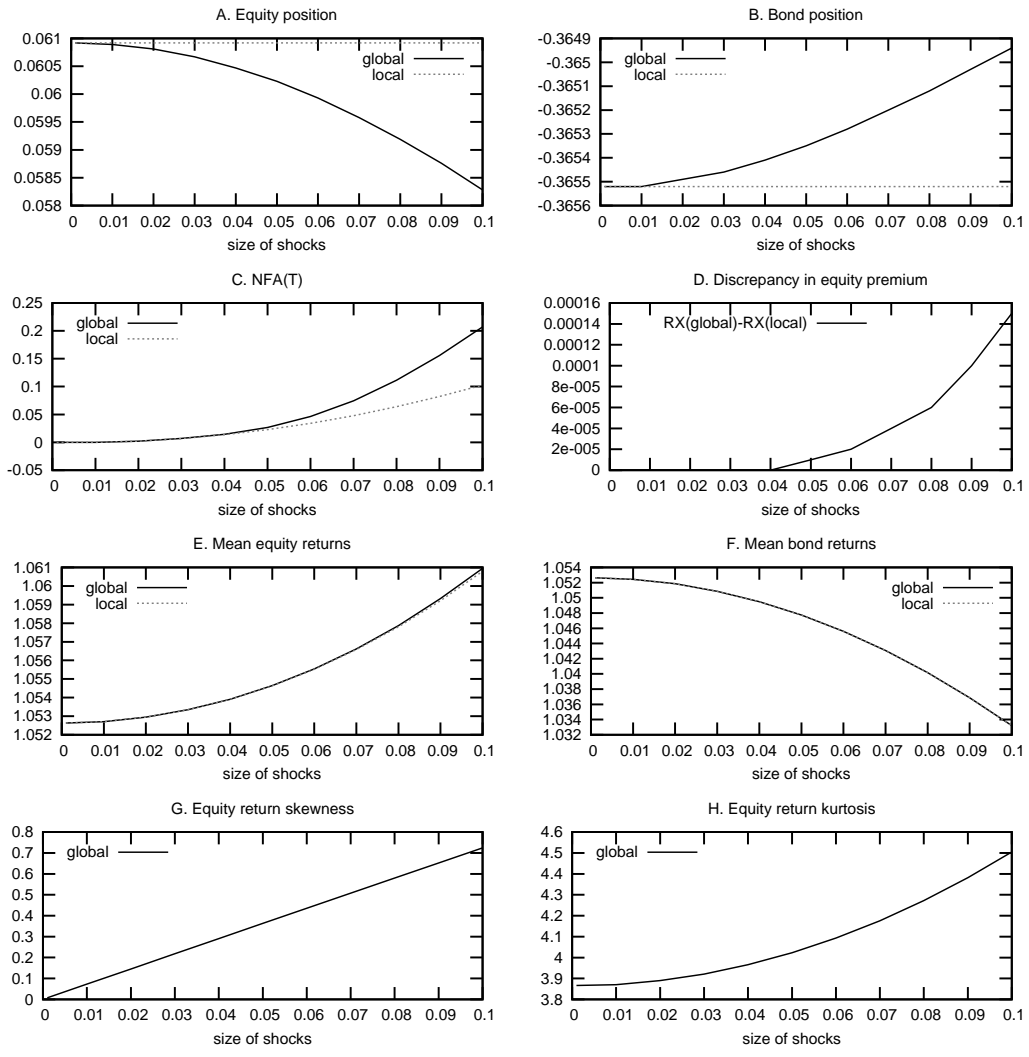 A. Equity position
0.061
0.0605
0.06
0.0595
0.059
0.0585
0.058
global
local
0 0.01 0.02 0.03 0.04 0.05 0.06 0.07 0.08 0.09 0.1
size of shocks
B. Bond position
-0.3649
-0.365
-0.3651
-0.3652
-0.3653
-0.3654
-0.3655
-0.3656
global
local
0 0.01 0.02 0.03 0.04 0.05 0.06 0.07 0.08 0.09 0.1
size of shocks
C. NFA(T)
0.25
0.2
0.15
0.1
0.05
0
-0.05
global
local
0 0.01 0.02 0.03 0.04 0.05 0.06 0.07 0.08 0.09 0.1
size of shocks
D. Discrepancy in equity premium
0.00016
0.00014
0.00012
0.0001
8e-005
6e-005
4e-005
2e-005
0
RX(global)-RX(local)
0 0.01 0.02 0.03 0.04 0.05 0.06 0.07 0.08 0.09 0.1
size of shocks
E. Mean equity returns
1.061
1.06
1.059
1.058
1.057
1.056
1.055
1.054
1.053
1.052
global
local
0 0.01 0.02 0.03 0.04 0.05 0.06 0.07 0.08 0.09 0.1
size of shocks
F. Mean bond returns
1.054
1.052
1.05
1.048
1.046
1.044
1.042
1.04
1.038
1.036
1.034
1.032
global
local
0 0.01 0.02 0.03 0.04 0.05 0.06 0.07 0.08 0.09 0.1
size of shocks
G. Equity return skewness
0.8
0.7
0.6
0.5
0.4
0.3
0.2
0.1
0
global
0 0.01 0.02 0.03 0.04 0.05 0.06 0.07 0.08 0.09 0.1
size of shocks
H. Equity return kurtosis
4.6
4.5
4.4
4.3
4.2
4.1
4
3.9
3.8
global
0 0.01 0.02 0.03 0.04 0.05 0.06 0.07 0.08 0.09 0.1
size of shocks